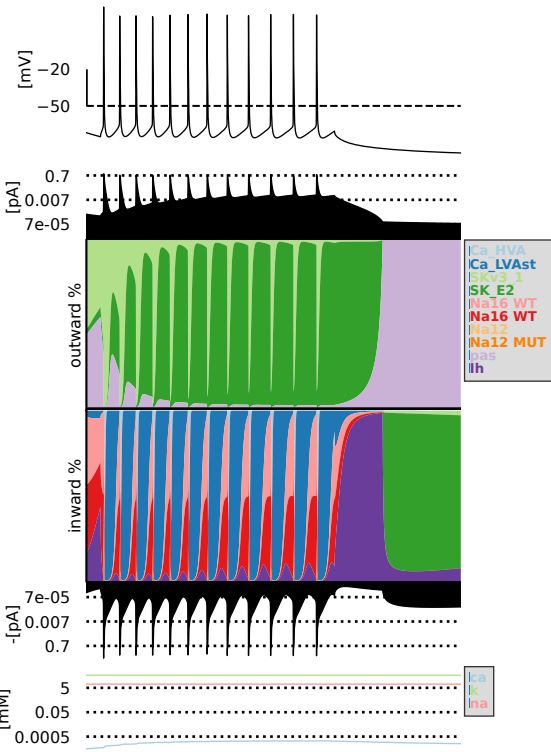 [mV]
−20
−50
[pA]
0.7
0.007
7e-05
outward %
Ca_HVA
Ca_LVAst
SKv3_1
SK_E2
Na16 WT
Na16 WT
Na12
Na12 MUT
pas
Ih
inward %
-[pA]
7e-05
0.007
0.7
[mM]
5
0.05
0.0005
ca
k
na